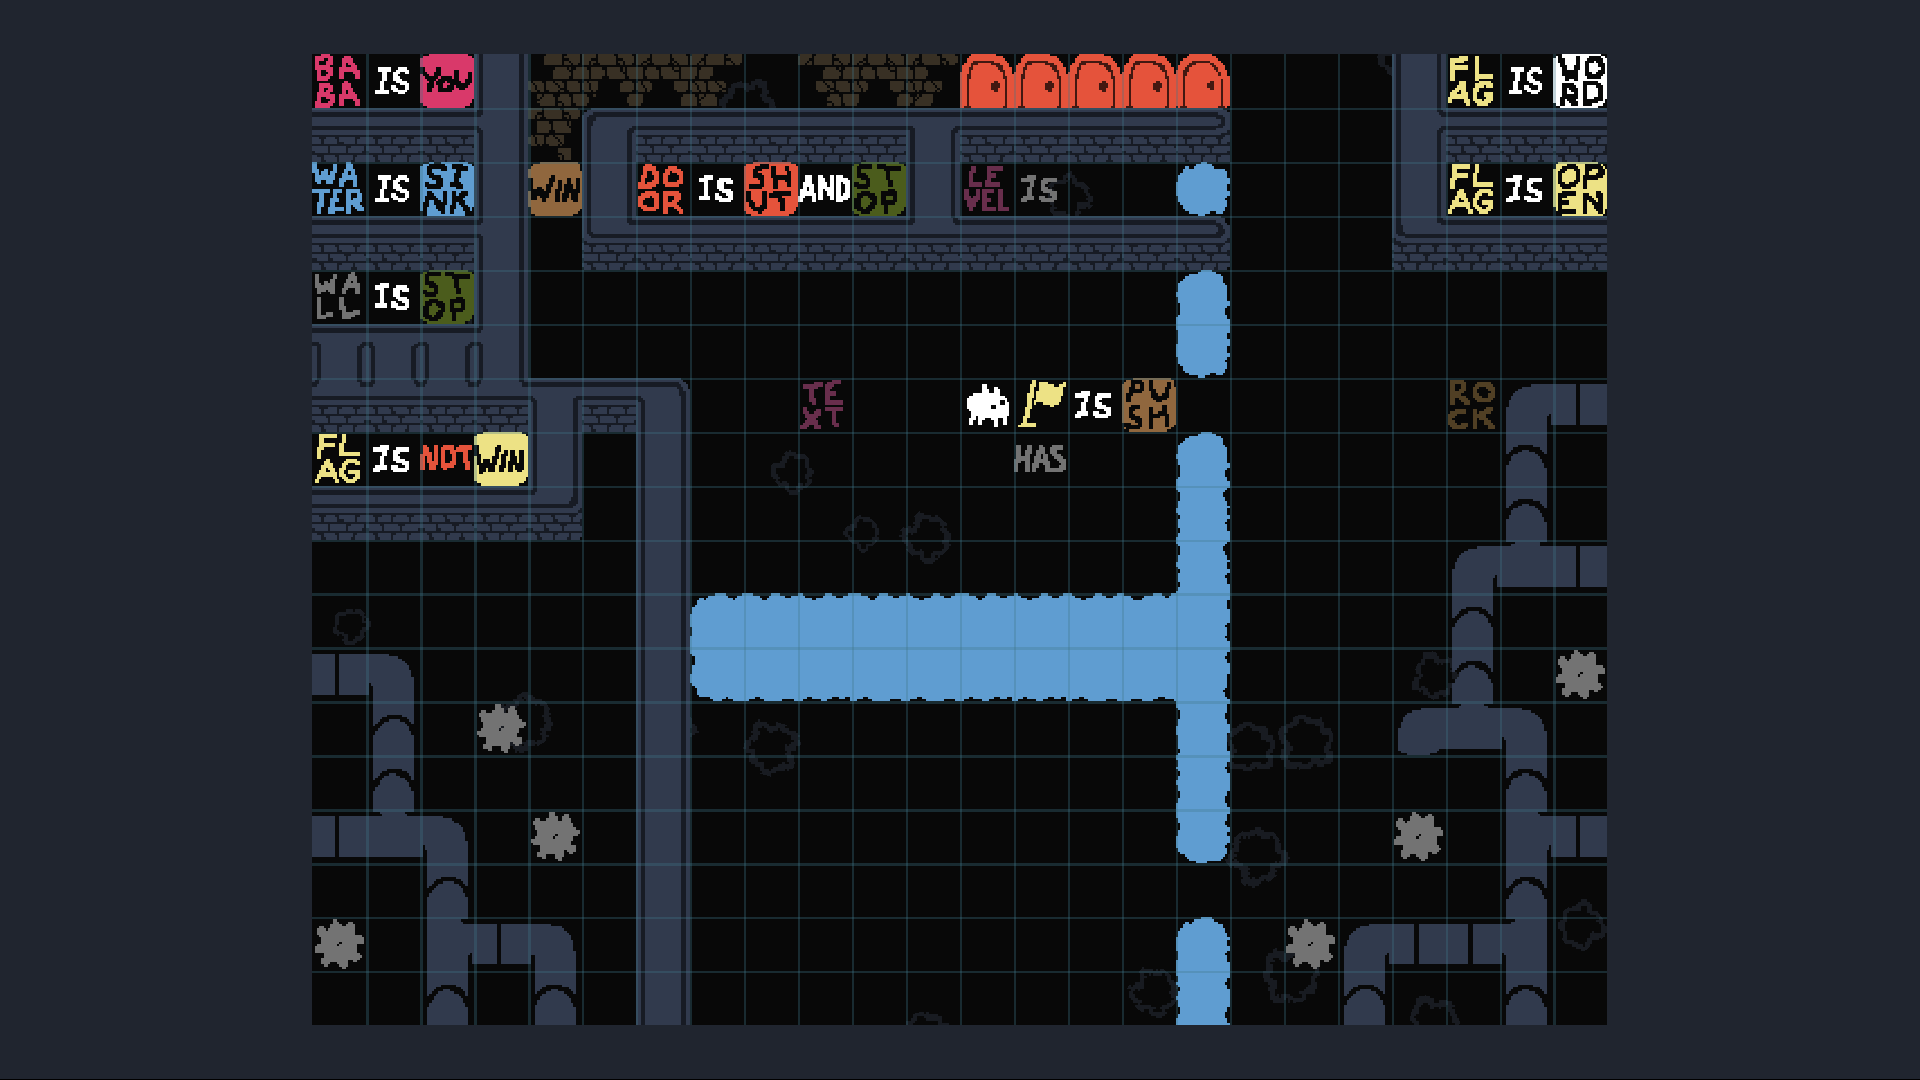 BABA IS YOU FLAG IS WORD
WATER IS SINK WIN DOOR IS SHUT AND STOP LEVEL IS FLAG IS OPEN
WALL IS STOP
TEXT IS PUSH ROCK
FLAG IS NOT WIN HAS